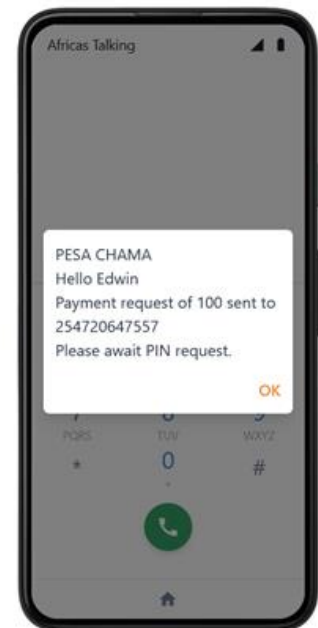 Africas Talking
PESA CHAMA
Hello Edwin
Payment request of 100 sent to
254720647557
Please await PIN request.
OK
PQRS TUV WXYZ
* 0 #
+